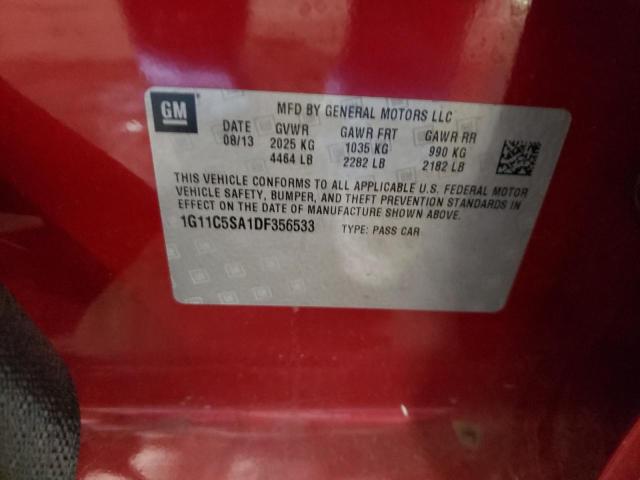 GM
MFD BY GENERAL MOTORS LLC
DATE GVWR GAWR FRT GAWR RR
08/13 2025 KG 1035 KG 990 KG
4464 LB 2282 LB 2182 LB
THIS VEHICLE CONFORMS TO ALL APPLICABLE U.S. FEDERAL MOTOR
VEHICLE SAFETY, BUMPER, AND THEFT PREVENTION STANDARDS IN
EFFECT ON THE DATE OF MANUFACTURE SHOWN ABOVE.
1G11C5SA1DF356533 TYPE: PASS CAR